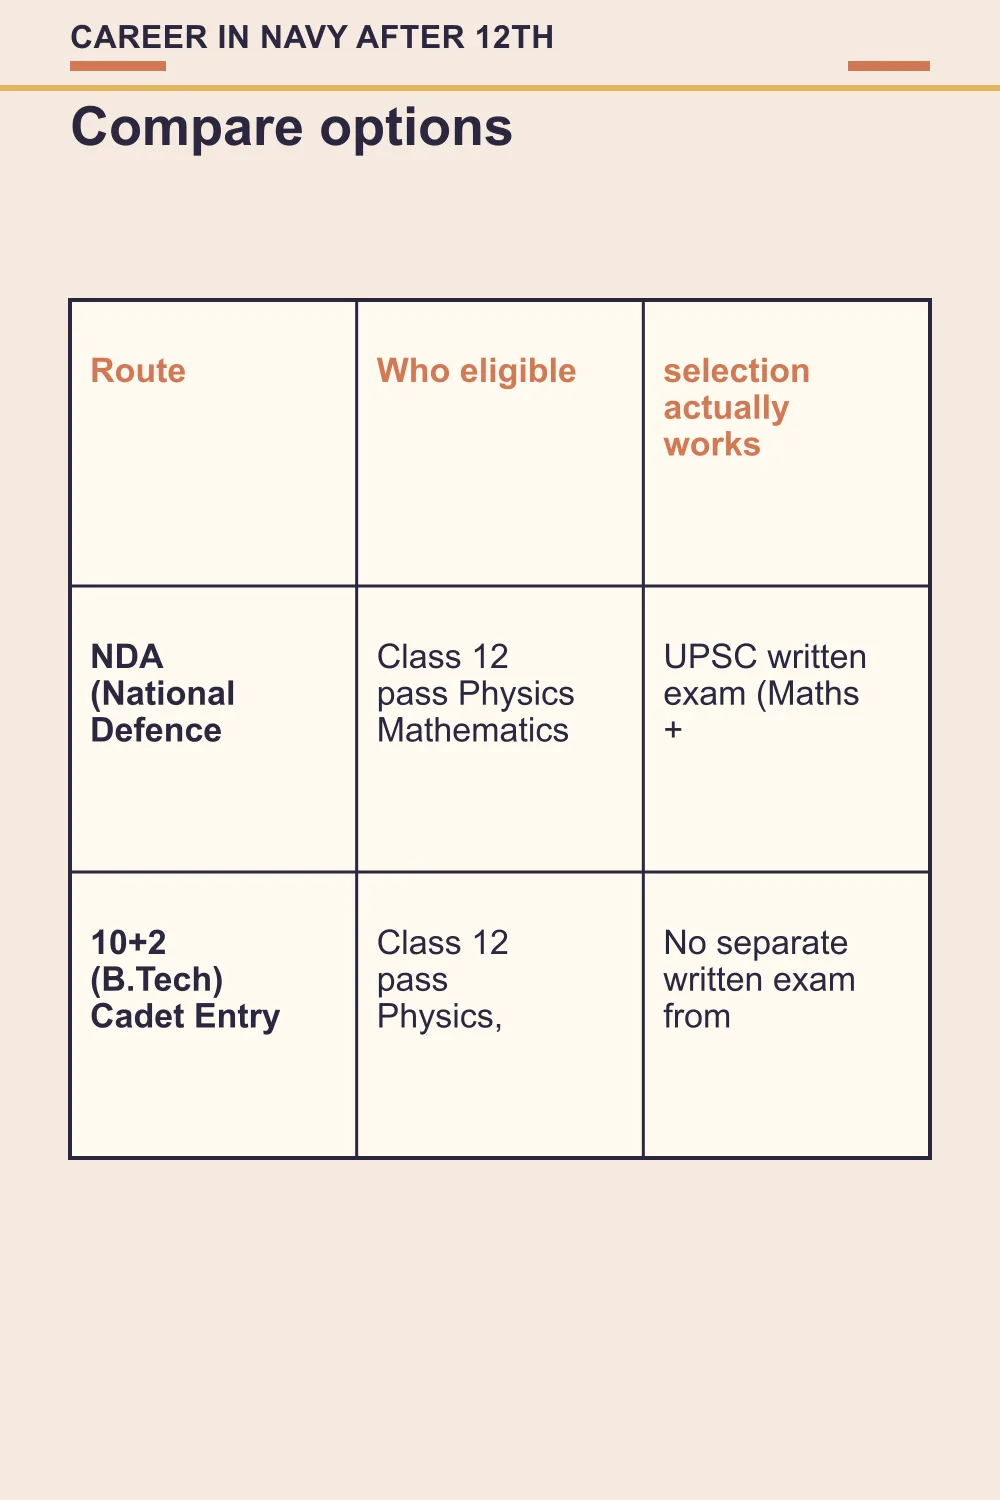 CAREER IN NAVY AFTER 12TH
Compare options
Route
Who eligible
selection
actually
works
NDA
(National
Defence
Class 12
pass Physics
Mathematics
UPSC written
exam (Maths
+
10+2
(B.Tech)
Cadet Entry
Class 12
pass
Physics,
No separate
written exam
from